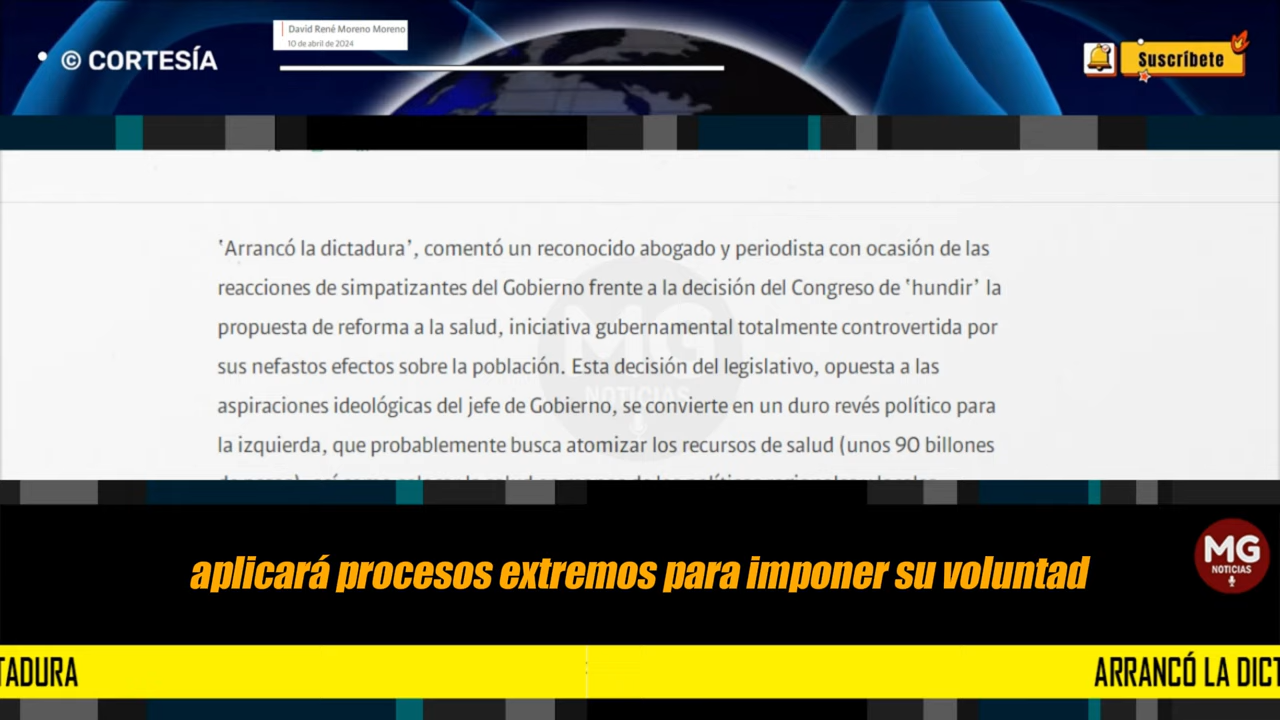 David René Moreno Moreno
10 de abril de 2024
© CORTESÍA
Suscríbete
‘Arrancó la dictadura’, comentó un reconocido abogado y periodista con ocasión de las
reacciones de simpatizantes del Gobierno frente a la decisión del Congreso de ‘hundir’ la
propuesta de reforma a la salud, iniciativa gubernamental totalmente controvertida por
sus nefastos efectos sobre la población. Esta decisión del legislativo, opuesta a las
aspiraciones ideológicas del jefe de Gobierno, se convierte en un duro revés político para
la izquierda, que probablemente busca atomizar los recursos de salud (unos 90 billones
MG
NOTICIAS
aplicará procesos extremos para imponer su voluntad
MG
NOTICIAS
TADURA
ARRANCÓ LA DICT